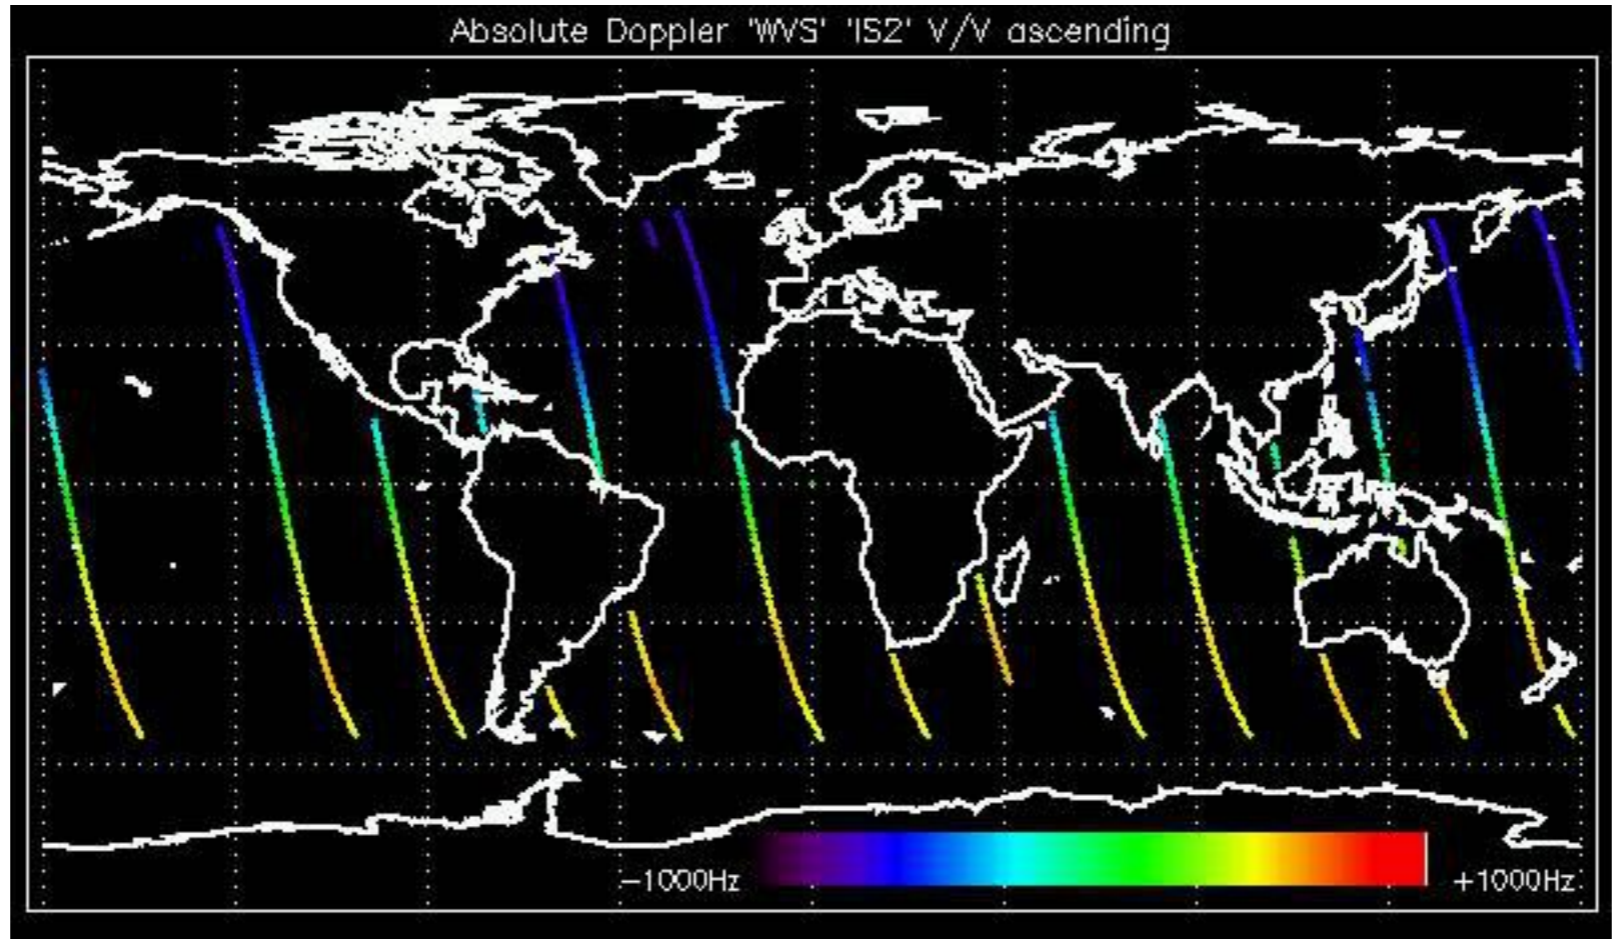 Absolute Doppler 'WVS' 'IS2' V/V ascending
−1000Hz
+1000Hz